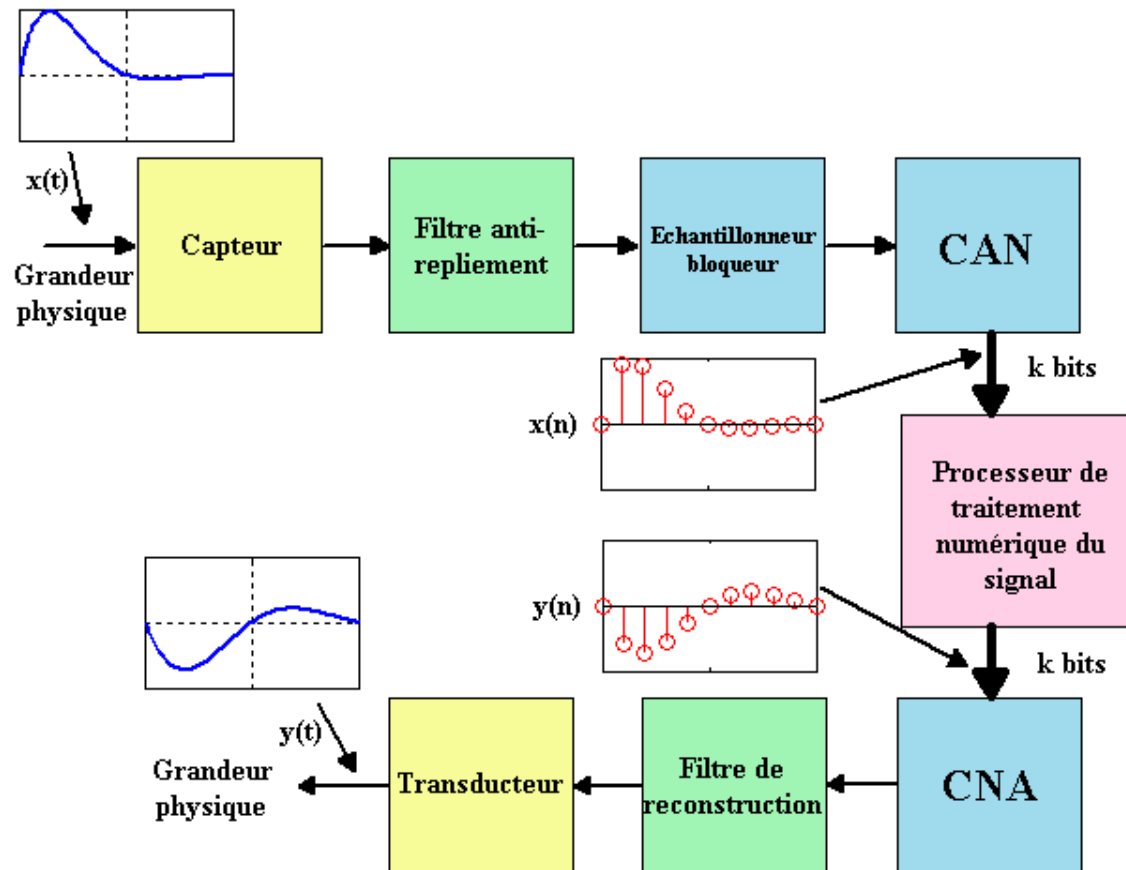 x(t)
Grandeur
physique
Capteur
Filtre anti-
repliement
Echantillonneur
bloqueur
CAN
k bits
x(n)
Processeur de
traitement
numérique du
signal
y(n)
k bits
y(t)
Grandeur
physique
Transducteur
Filtre de
reconstruction
CNA